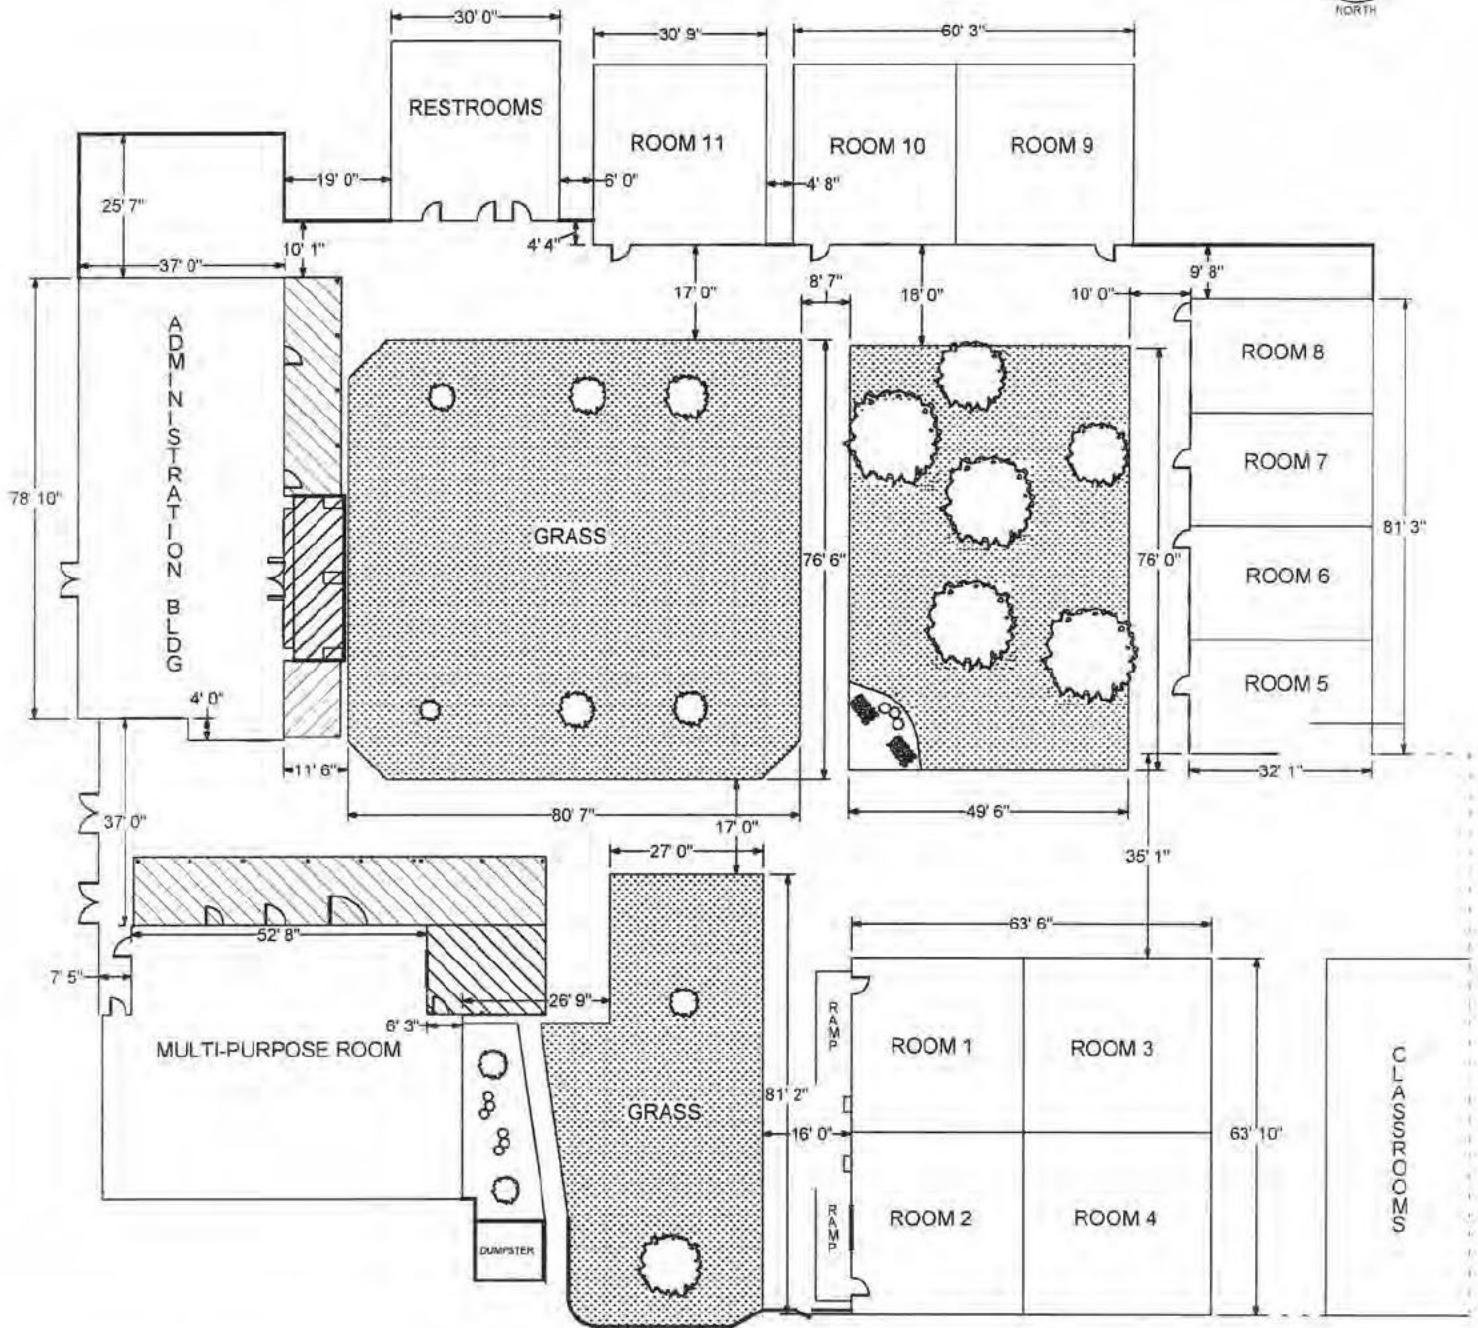 NORTH
30' 0"
30' 9"
60' 3"
RESTROOMS
ROOM 11
ROOM 10
ROOM 9
19' 0"
6' 0"
4' 8"
25' 7"
10' 1"
4' 4"
37' 0"
17' 0"
8' 7"
18' 0"
10' 0"
9' 8"
ADMINISTRATION BLDG
ROOM 8
ROOM 7
78' 10"
GRASS
76' 6"
76' 0"
81' 3"
ROOM 6
ROOM 5
4' 0"
11' 6"
32' 1"
80' 7"
49' 6"
37' 0"
17' 0"
27' 0"
35' 1"
52' 8"
63' 6"
7' 5"
26' 9"
6' 3"
RAMP
MULTI-PURPOSE ROOM
ROOM 1
ROOM 3
CLASSROOMS
81' 2"
GRASS
16' 0"
63' 10"
RAMP
ROOM 2
ROOM 4
DUMPSTER